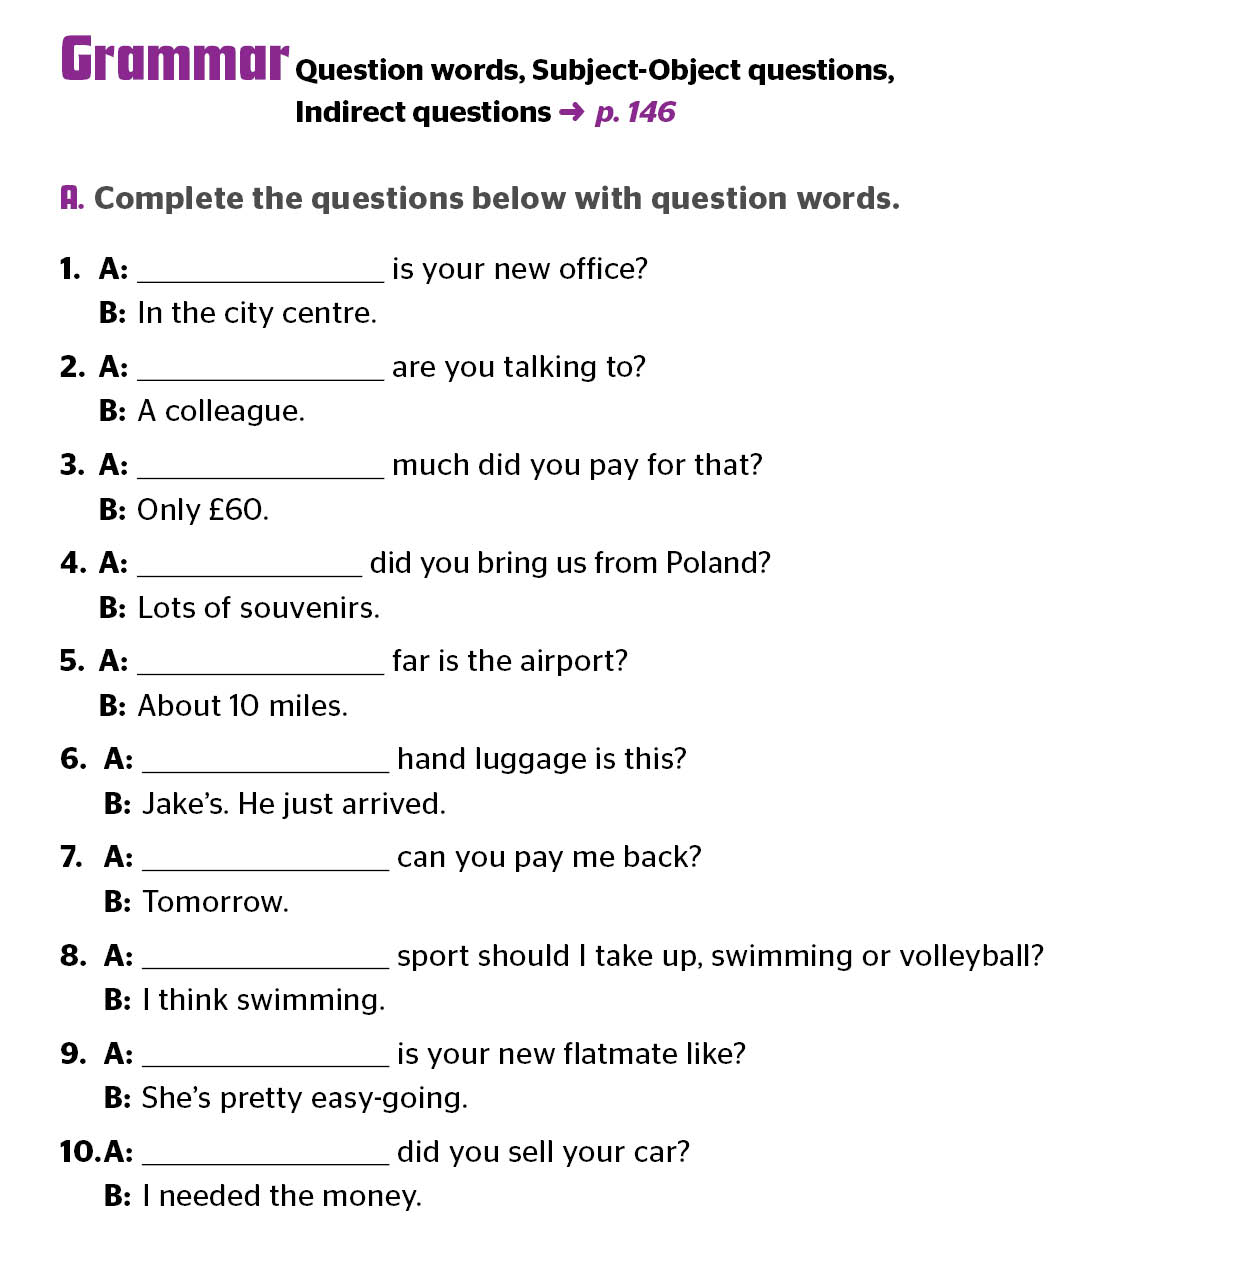 Grammar Question words, Subject-Object questions,
Indirect questions → p. 146
A. Complete the questions below with question words.
1. A: ________________ is your new office?
B: In the city centre.
2. A: ________________ are you talking to?
B: A colleague.
3. A: ________________ much did you pay for that?
B: Only £60.
4. A: ________________ did you bring us from Poland?
B: Lots of souvenirs.
5. A: ________________ far is the airport?
B: About 10 miles.
6. A: ________________ hand luggage is this?
B: Jake’s. He just arrived.
7. A: ________________ can you pay me back?
B: Tomorrow.
8. A: ________________ sport should I take up, swimming or volleyball?
B: I think swimming.
9. A: ________________ is your new flatmate like?
B: She’s pretty easy-going.
10. A: ________________ did you sell your car?
B: I needed the money.